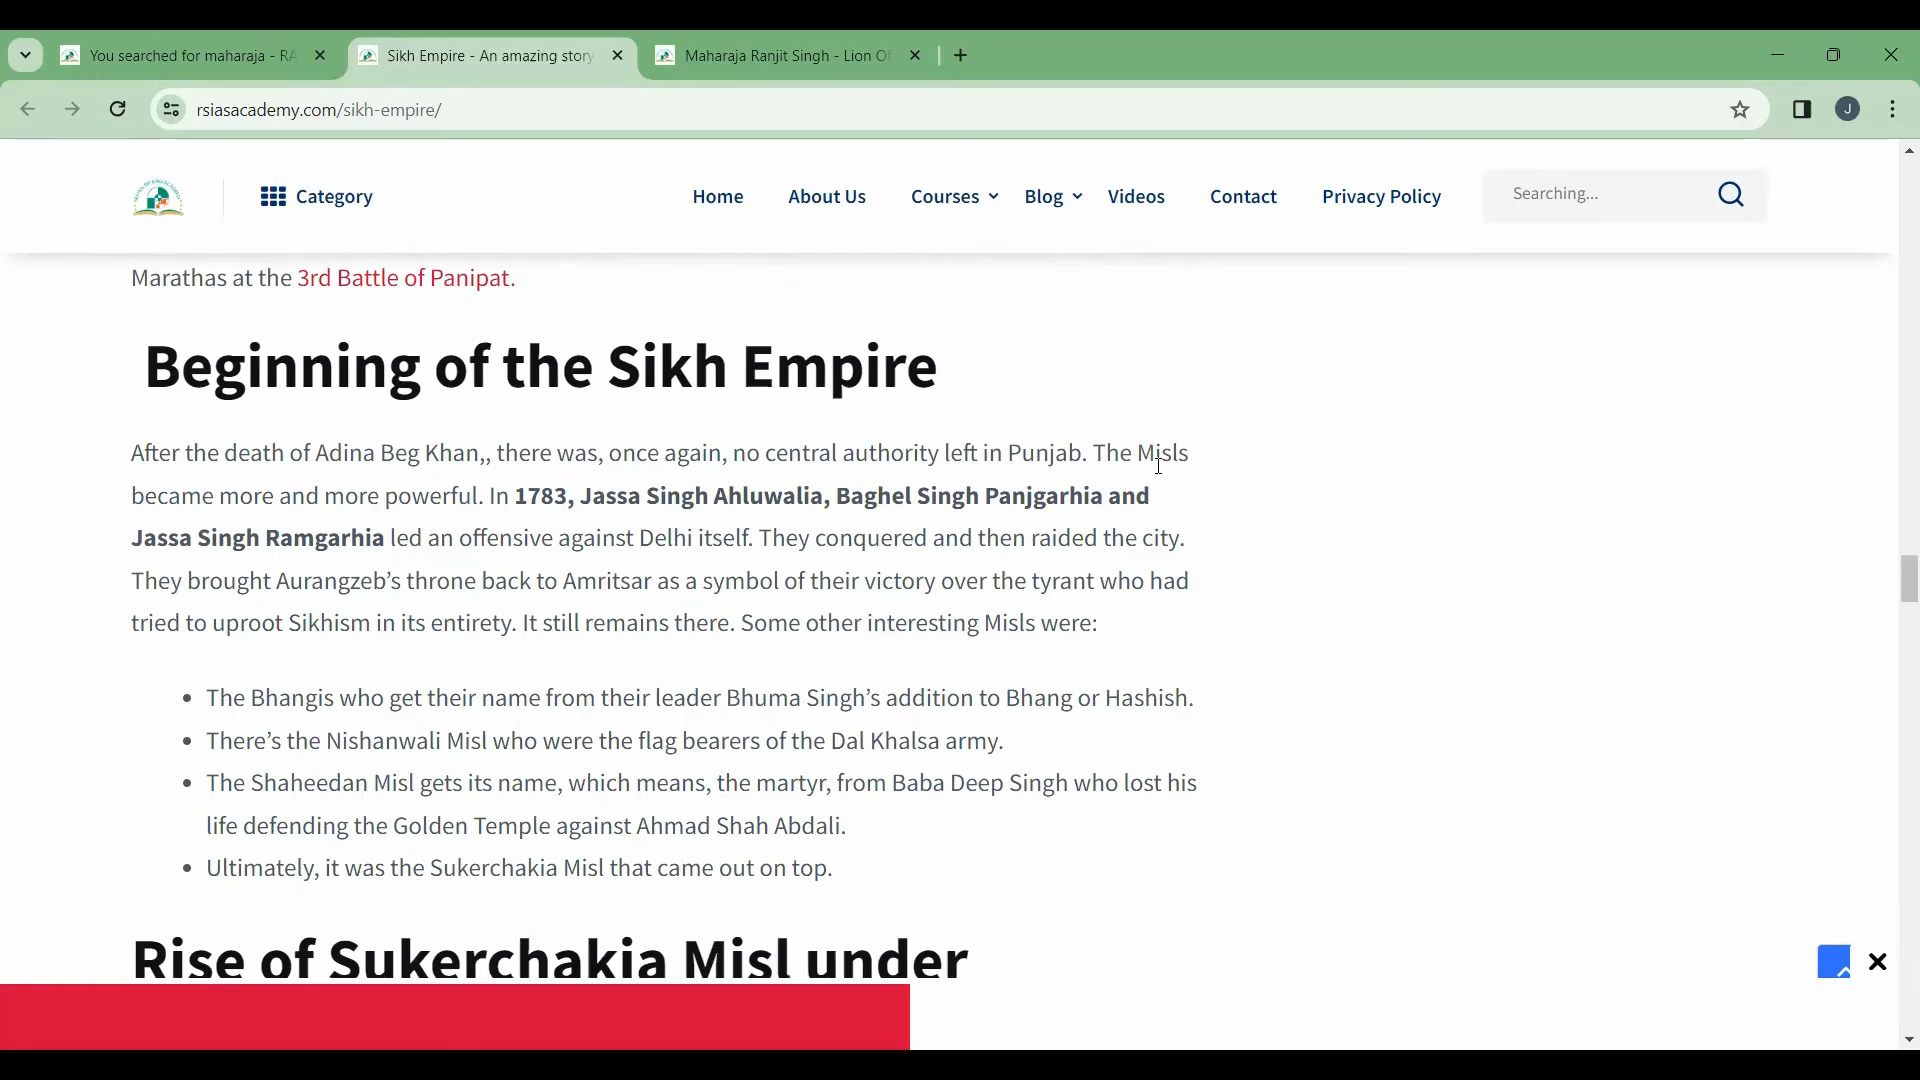 You searched for maharaja - RA
Sikh Empire - An amazing story
Maharaja Ranjit Singh - Lion Of
rsiasacademy.com/sikh-empire/
J
Category
Home
About Us
Courses
Blog
Videos
Contact
Privacy Policy
Searching...
Marathas at the 3rd Battle of Panipat.
Beginning of the Sikh Empire
After the death of Adina Beg Khan,, there was, once again, no central authority left in Punjab. The Misls
became more and more powerful. In 1783, Jassa Singh Ahluwalia, Baghel Singh Panjgarhia and
Jassa Singh Ramgarhia led an offensive against Delhi itself. They conquered and then raided the city.
They brought Aurangzeb’s throne back to Amritsar as a symbol of their victory over the tyrant who had
tried to uproot Sikhism in its entirety. It still remains there. Some other interesting Misls were:
• The Bhangis who get their name from their leader Bhuma Singh’s addition to Bhang or Hashish.
• There’s the Nishanwali Misl who were the flag bearers of the Dal Khalsa army.
• The Shaheedan Misl gets its name, which means, the martyr, from Baba Deep Singh who lost his
life defending the Golden Temple against Ahmad Shah Abdali.
• Ultimately, it was the Sukerchakia Misl that came out on top.
Rise of Sukerchakia Misl under